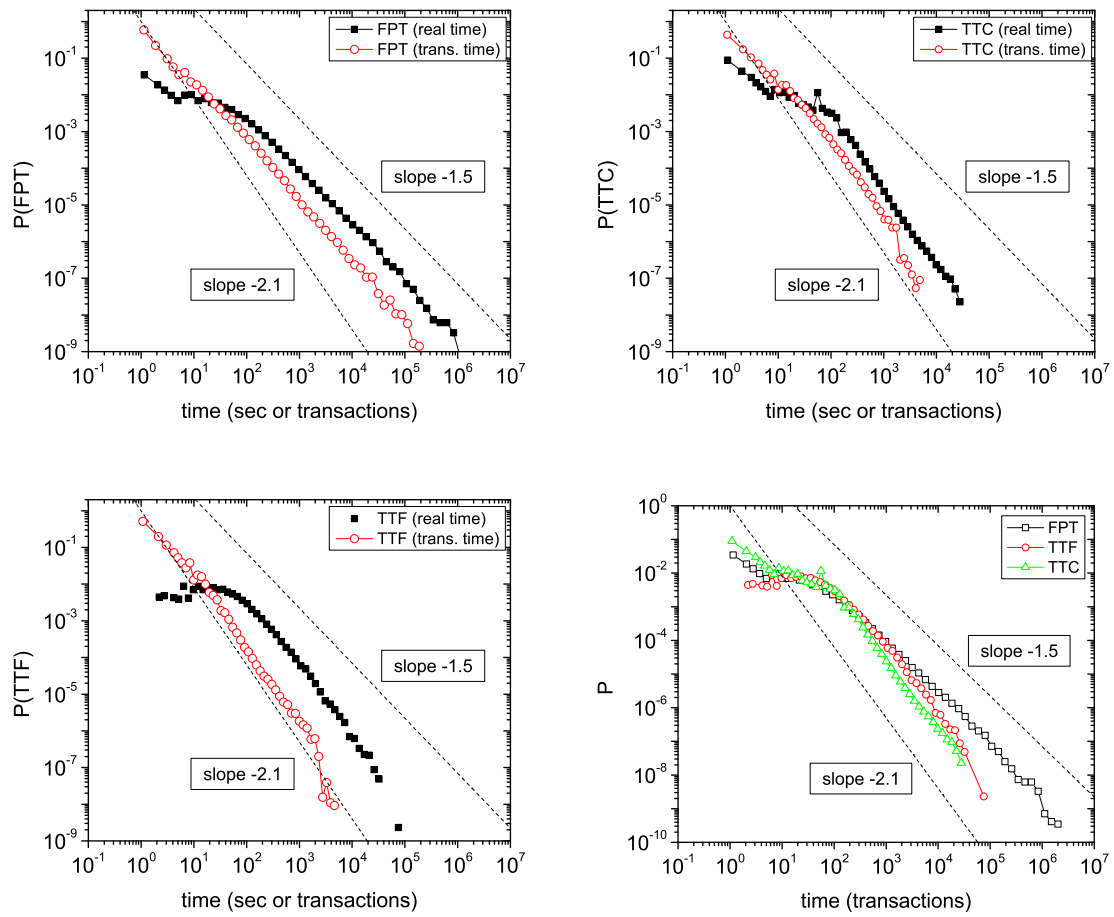 FPT (real time)
FPT (trans. time)
10^-1
10^-3
10^-5
10^-7
10^-9
P(FPT)
slope -1.5
slope -2.1
10^-1 10^0 10^1 10^2 10^3 10^4 10^5 10^6 10^7
time (sec or transactions)
TTC (real time)
TTC (trans. time)
10^-1
10^-3
10^-5
10^-7
10^-9
P(TTC)
slope -1.5
slope -2.1
10^-1 10^0 10^1 10^2 10^3 10^4 10^5 10^6 10^7
time (sec or transactions)
TTF (real time)
TTF (trans. time)
10^-1
10^-3
10^-5
10^-7
10^-9
P(TTF)
slope -1.5
slope -2.1
10^-1 10^0 10^1 10^2 10^3 10^4 10^5 10^6 10^7
time (sec or transactions)
FPT
TTF
TTC
10^0
10^-2
10^-4
10^-6
10^-8
10^-10
P
slope -1.5
slope -2.1
10^-1 10^0 10^1 10^2 10^3 10^4 10^5 10^6 10^7
time (transactions)